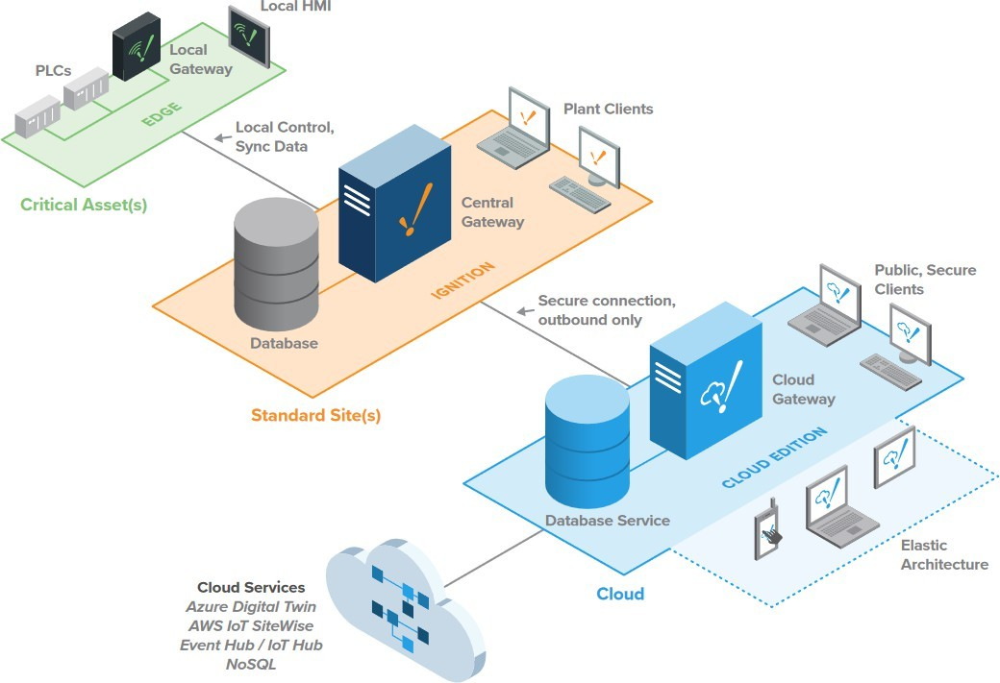 Local HMI
Local
Gateway
PLCs
EDGE
Critical Asset(s)
Local Control,
Sync Data
Plant Clients
Central
Gateway
IGNITION
Database
Standard Site(s)
Secure connection,
outbound only
Public, Secure
Clients
Cloud
Gateway
CLOUD EDITION
Database Service
Elastic
Architecture
Cloud
Cloud Services
Azure Digital Twin
AWS IoT SiteWise
Event Hub / IoT Hub
NoSQL